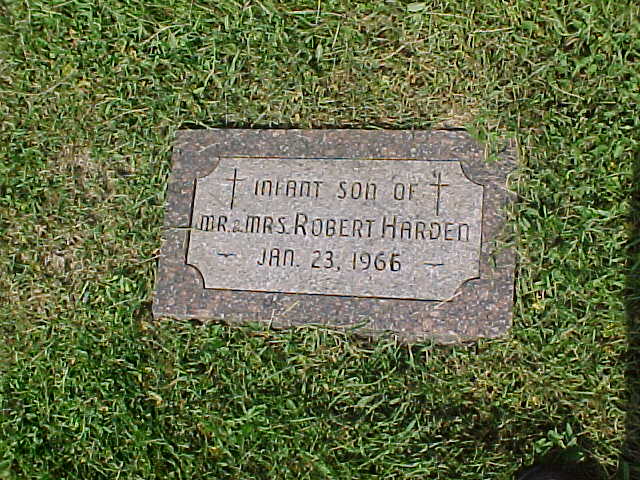 INFANT SON OF
MR. & MRS. ROBERT HARDEN
JAN. 23, 1966